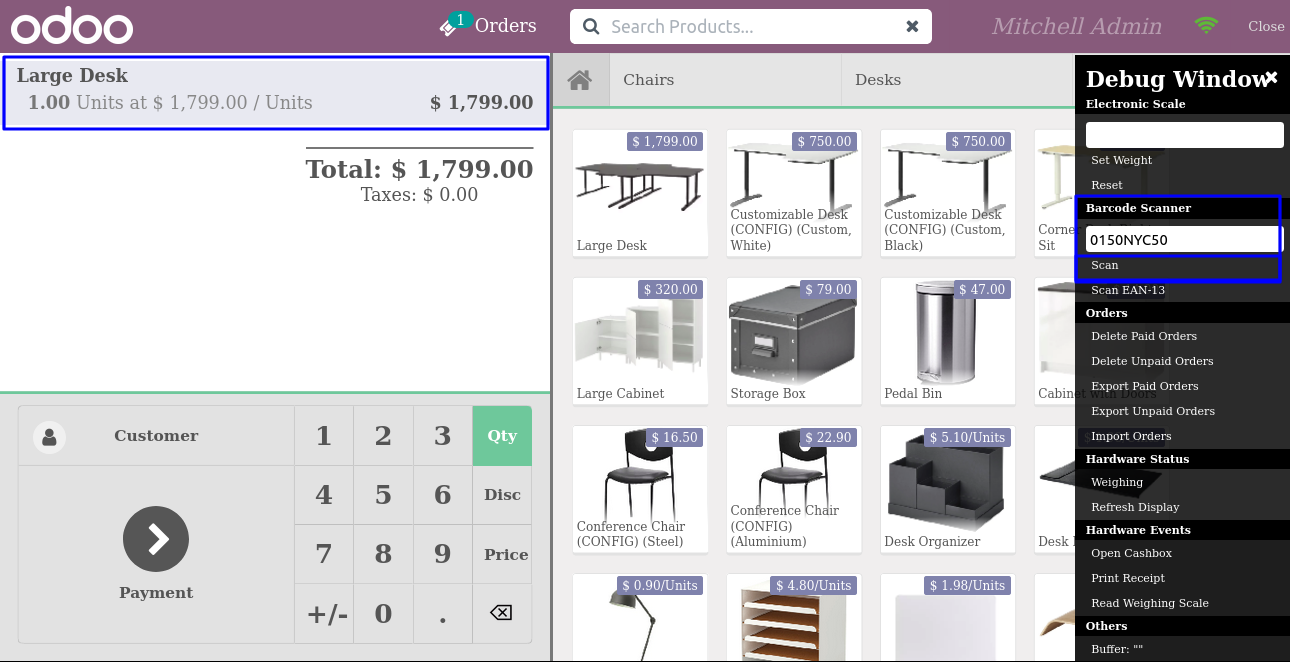 odoo
1
Orders
Search Products...
Mitchell Admin
Close
Large Desk
1.00 Units at $ 1,799.00 / Units $ 1,799.00
Total: $ 1,799.00
Taxes: $ 0.00
Customer
1 2 3 Qty
4 5 6 Disc
7 8 9 Price
+/- 0 .
Payment
Chairs
Desks
$ 1,799.00
Large Desk
$ 750.00
Customizable Desk
(CONFIG) (Custom,
White)
$ 750.00
Customizable Desk
(CONFIG) (Custom,
Black)
Corner
Sit
$ 320.00
Large Cabinet
$ 79.00
Storage Box
$ 47.00
Pedal Bin
Cabinet with Doors
$ 16.50
Conference Chair
(CONFIG) (Steel)
$ 22.90
Conference Chair
(CONFIG)
(Aluminium)
$ 5.10/Units
Desk Organizer
Desk
$ 0.90/Units
$ 4.80/Units
$ 1.98/Units
Debug Window
Electronic Scale
Set Weight
Reset
Barcode Scanner
0150NYC50
Scan
Scan EAN-13
Orders
Delete Paid Orders
Delete Unpaid Orders
Export Paid Orders
Export Unpaid Orders
Import Orders
Hardware Status
Weighing
Refresh Display
Hardware Events
Open Cashbox
Print Receipt
Read Weighing Scale
Others
Buffer: ""